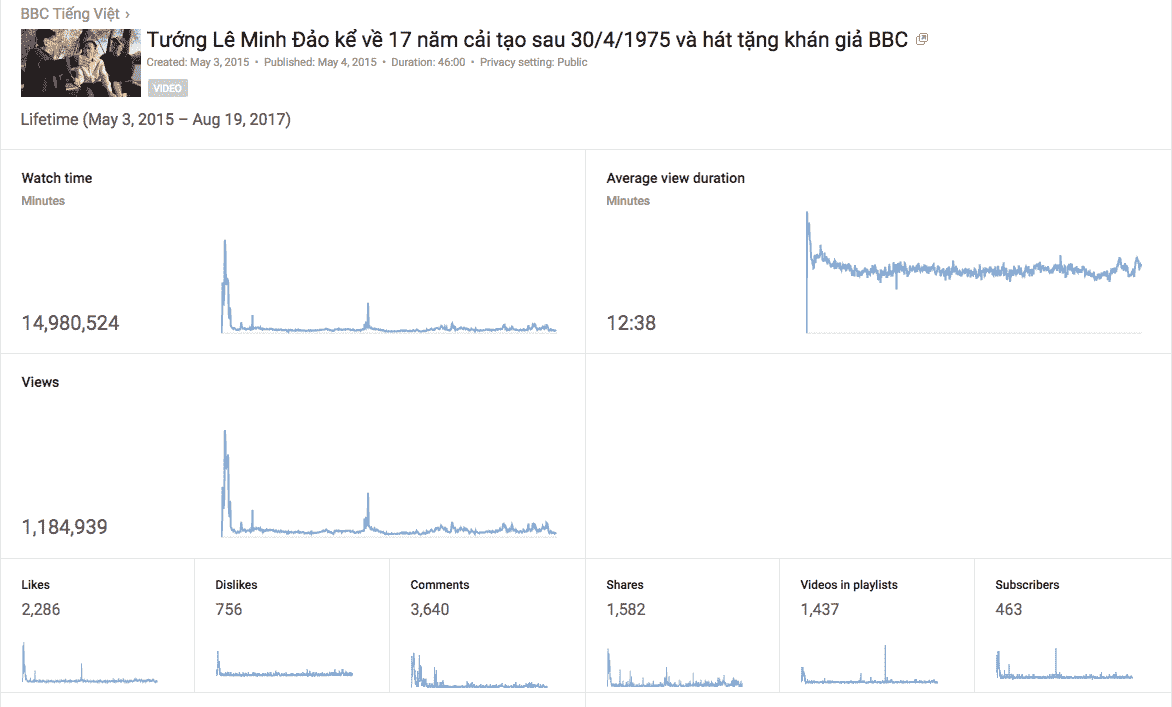 BBC Tiếng Việt ›
Tướng Lê Minh Đảo kể về 17 năm cải tạo sau 30/4/1975 và hát tặng khán giả BBC
Created: May 3, 2015 • Published: May 4, 2015 • Duration: 46:00 • Privacy setting: Public
VIDEO
Lifetime (May 3, 2015 – Aug 19, 2017)
Watch time
Minutes
14,980,524
Average view duration
Minutes
12:38
Views
1,184,939
Likes
2,286
Dislikes
756
Comments
3,640
Shares
1,582
Videos in playlists
1,437
Subscribers
463